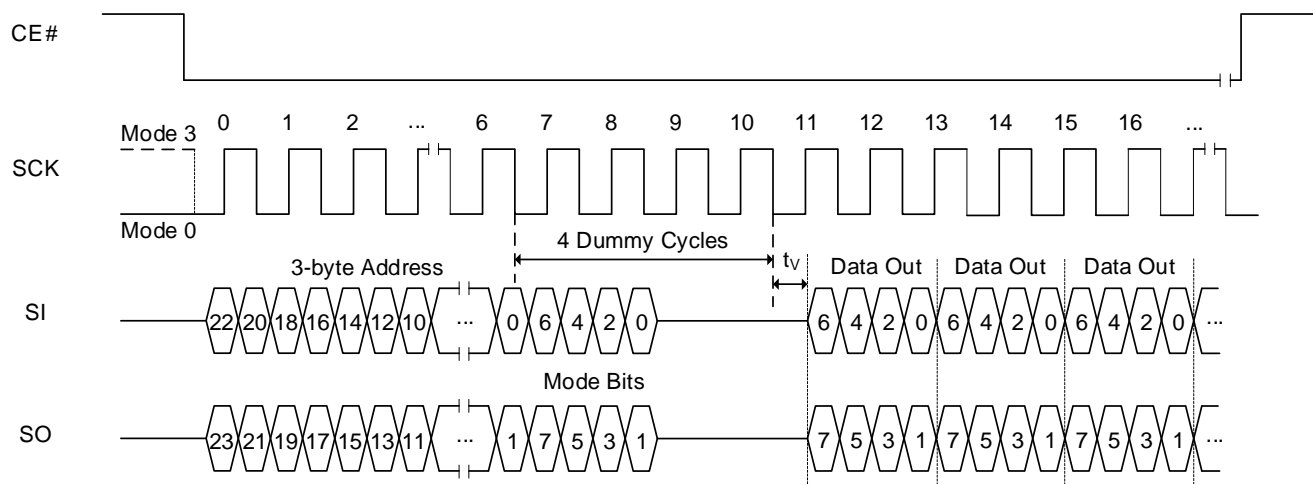 CE#
0 1 2 ... 6 7 8 9 10 11 12 13 14 15 16 ...
Mode 3
SCK
Mode 0
4 Dummy Cycles
3-byte Address
tV
Data Out Data Out Data Out
SI
22 20 18 16 14 12 10 ... 0 6 4 2 0 6 4 2 0 6 4 2 0 6 4 2 0 ...
Mode Bits
SO
23 21 19 17 15 13 11 ... 1 7 5 3 1 7 5 3 1 7 5 3 1 7 5 3 1 ...